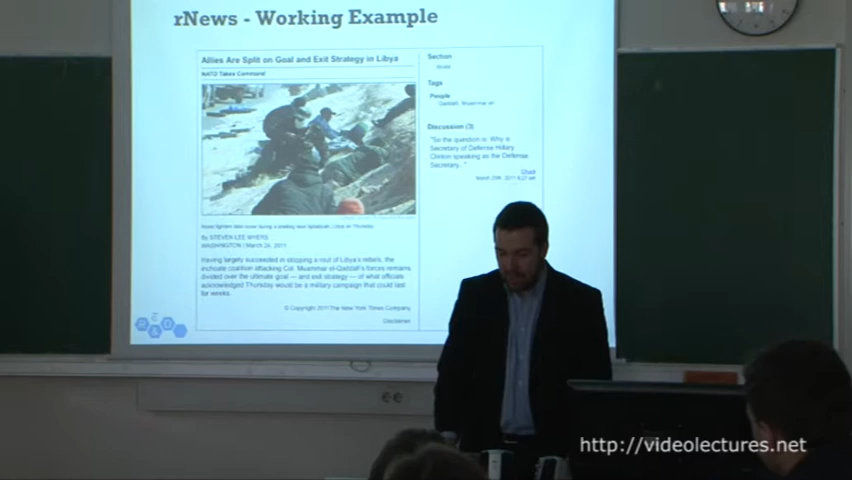 rNews - Working Example
Allies Are Split on Goal and Exit Strategy in Libya
NATO Takes Command
By STEVEN LEE MYERS
WASHINGTON | March 24, 2011
Having largely succeeded in stopping a rout of Libya's rebels, the
inchoate coalition attacking Col. Muammar el-Qaddafi's forces remains
divided over the ultimate goal — and exit strategy — of what officials
acknowledged Thursday would be a military campaign that could last
for weeks.
© Copyright 2011 The New York Times Company
Disclaimer
Section
World
Tags
People
Qaddafi, Muammar el-
Discussion (3)
"So the question is: Why is
Secretary of Defense Hillary
Clinton speaking as the Defense
Secretary. "
R&D
http://videolectures.net